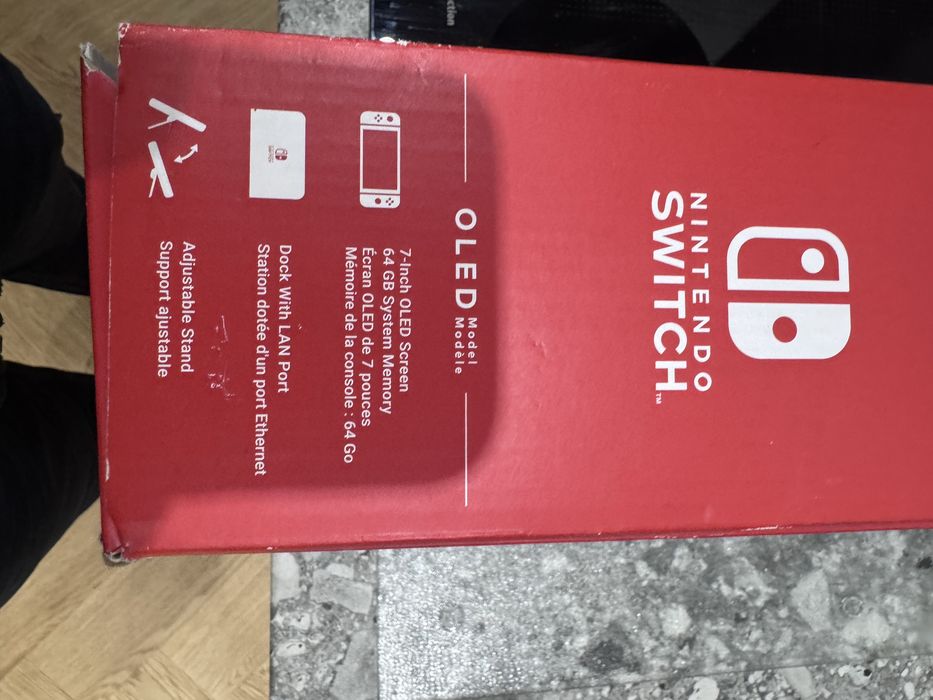 NINTENDO
SWITCH™
OLED Model
Modèle
7-Inch OLED Screen
64 GB System Memory
Écran OLED de 7 pouces
Mémoire de la console : 64 Go
Dock With LAN Port
Station dotée d'un port Ethernet
Adjustable Stand
Support ajustable